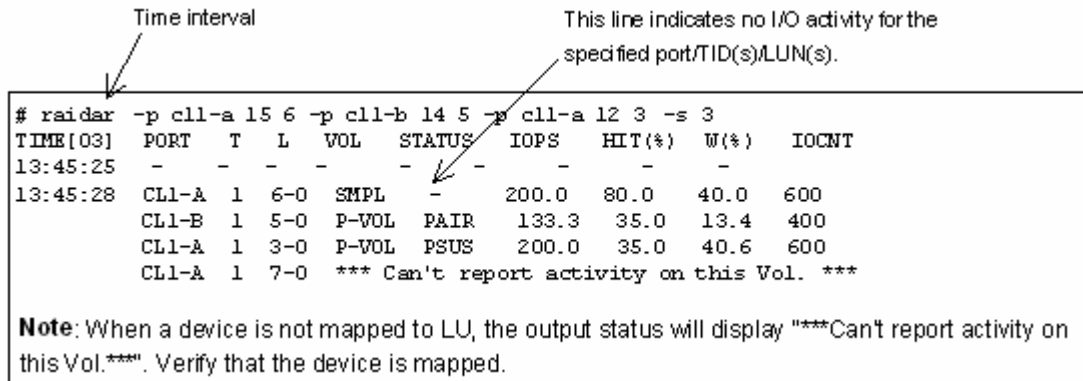 Time interval
This line indicates no I/O activity for the
specified port/TID(s)/LUN(s).
# raidar -p cl1-a 15 6 -p cl1-b 14 5 -p cl1-a 12 3 -s 3
TIME[03] PORT T L VOL STATUS IOPS HIT(%) W(%) IOCNT
13:45:25 - - - - - - - -
13:45:28 CL1-A 1 6-0 SMPL - 200.0 80.0 40.0 600
CL1-B 1 5-0 P-VOL PAIR 133.3 35.0 13.4 400
CL1-A 1 3-0 P-VOL PSUS 200.0 35.0 40.6 600
CL1-A 1 7-0 *** Can't report activity on this Vol. ***
Note: When a device is not mapped to LU, the output status will display "***Can't report activity on
this Vol.***". Verify that the device is mapped.